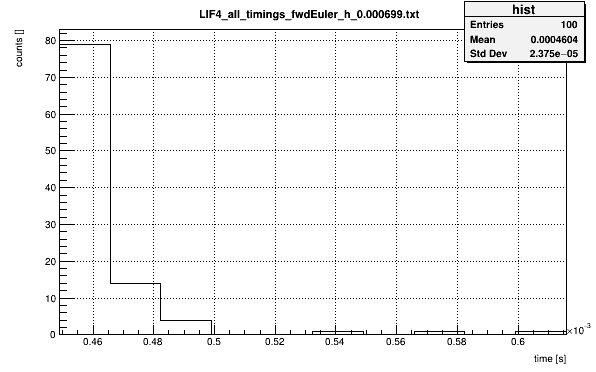 LIF4_all_timings_fwdEuler_h_0.000699.txt
hist
Entries 100
Mean 0.0004604
Std Dev 2.375e−05
counts []
80
70
60
50
40
30
20
10
0
0.46 0.48 0.5 0.52 0.54 0.56 0.58 0.6
×10⁻³
time [s]